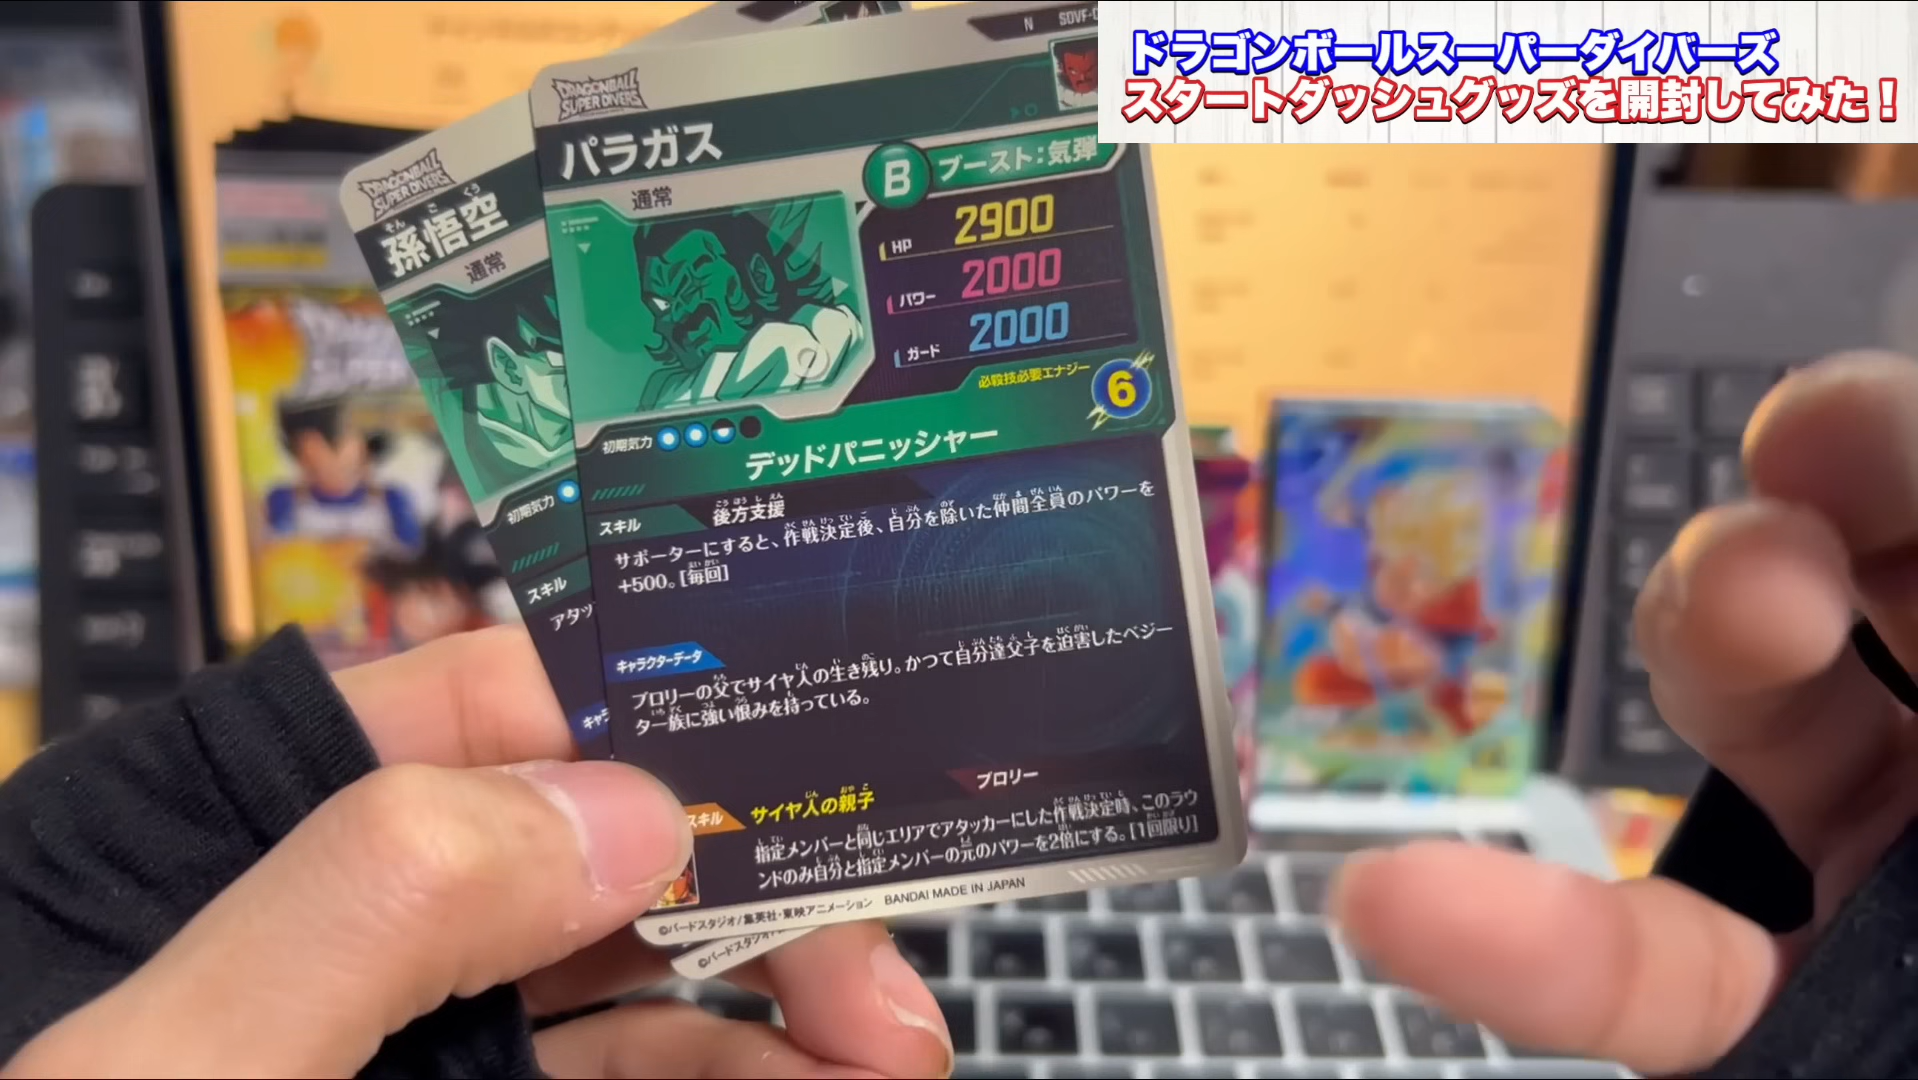 ドラゴンボールスーパーダイバーズ
スタートダッシュグッズを開封してみた！
N SDVF-
DRAGONBALL
SUPER DIVERS
パラガス
通常
B ブースト:気弾
HP 2900
パワー 2000
ガード 2000
必殺技必要エナジー 6
初期気力
デッドパニッシャー
スキル 後方支援
サポーターにすると、作戦決定後、自分を除いた仲間全員のパワーを
+500。[毎回]
キャラクターデータ
ブロリーの父でサイヤ人の生き残り。かつて自分達父子を迫害したベジー
タ一族に強い恨みを持っている。
スキル サイヤ人の親子 ブロリー
指定メンバーと同じエリアでアタッカーにした作戦決定時、このラウ
ンドのみ自分と指定メンバーの元のパワーを2倍にする。[1回限り]
©バードスタジオ/集英社・東映アニメーション BANDAI MADE IN JAPAN
DRAGONBALL
SUPER DIVERS
孫悟空
通常
初期気力
スキル
アタッ
キャラ
©バードスタジオ/